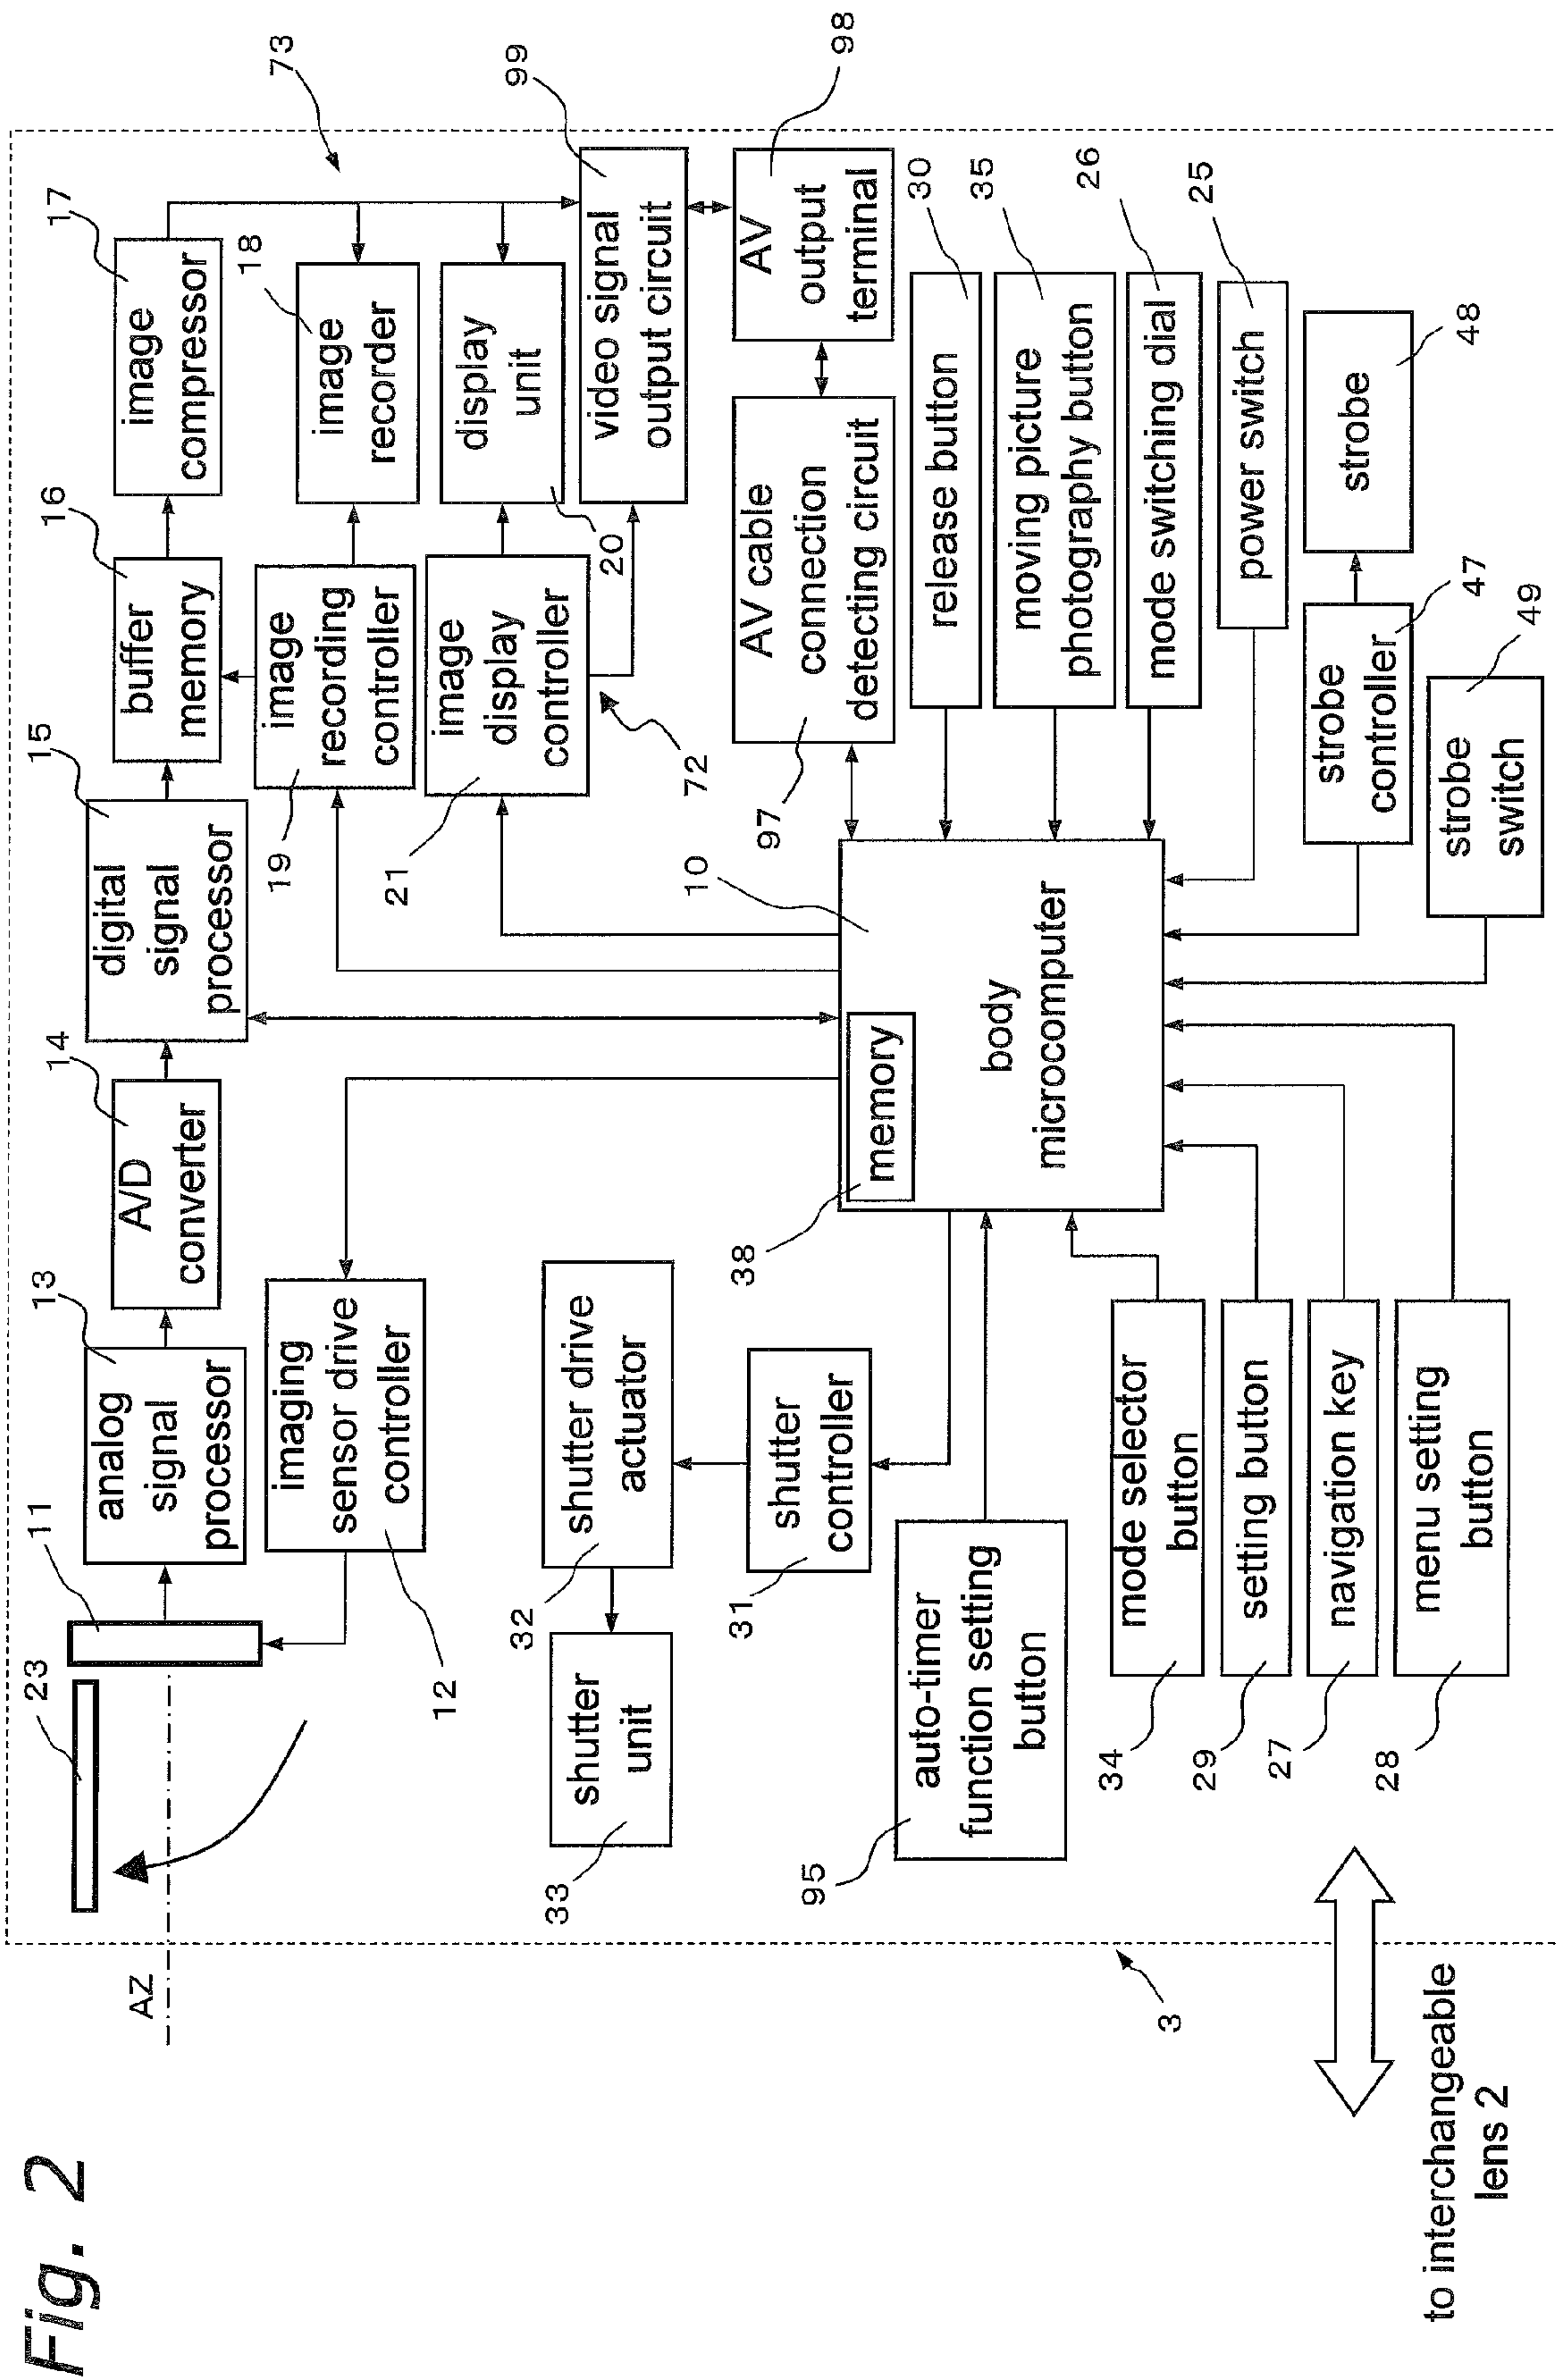 Fig. 2
AZ
23
11
13
14
15
16
17
73
analog
signal
processor
A/D
converter
digital
signal
processor
buffer
memory
image
compressor
12
imaging
sensor drive
controller
19
image
recording
controller
18
image
recorder
21
image
display
controller
72
20
display
unit
99
video signal
output circuit
98
AV
output
terminal
97
AV cable
connection
detecting circuit
33
shutter
unit
32
shutter drive
actuator
31
shutter
controller
38
memory
10
body
microcomputer
30
release button
35
moving picture
photography button
26
mode switching dial
25
power switch
95
auto-timer
function setting
button
34
mode selector
button
29
setting button
27
navigation key
28
menu setting
button
47
strobe
controller
48
strobe
49
strobe
switch
3
to interchangeable
lens 2